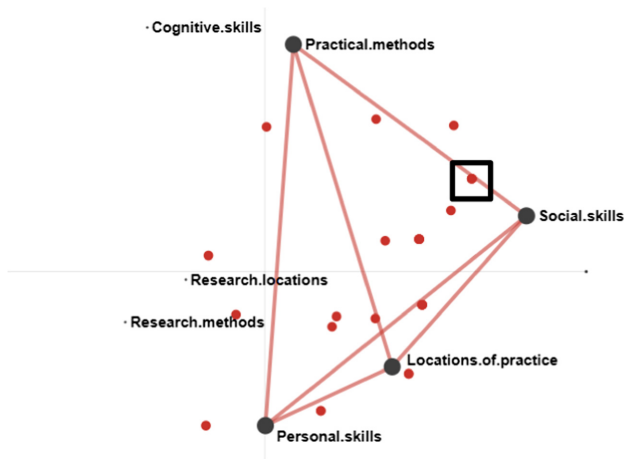 Cognitive.skills
Practical.methods
Social.skills
Research.locations
Research.methods
Locations.of.practice
Personal.skills